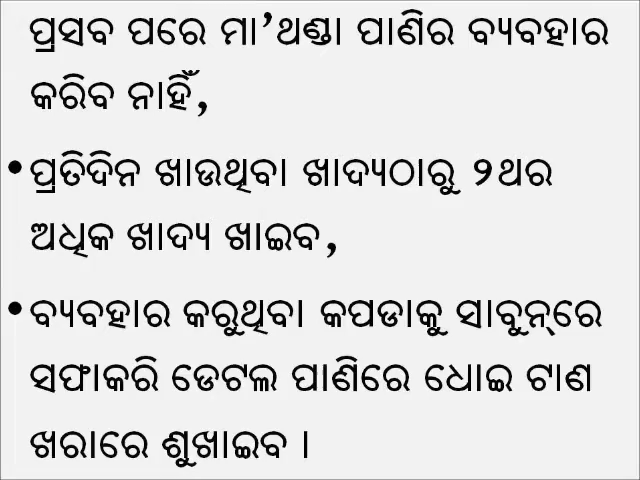 ପ୍ରସବ ପରେ ମା’ଥଣ୍ଡା ପାଣିର ବ୍ୟବହାର
କରିବ ନାହିଁ,
•ପ୍ରତିଦିନ ଖାଉଥିବା ଖାଦ୍ୟଠାରୁ ୨ଥର
ଅଧିକ ଖାଦ୍ୟ ଖାଇବ,
•ବ୍ୟବହାର କରୁଥିବା କପଡାକୁ ସାବୁନ୍‌ରେ
ସଫାକରି ଡେଟଲ ପାଣିରେ ଧୋଇ ଟାଣ
ଖରାରେ ଶୁଖାଇବ ।